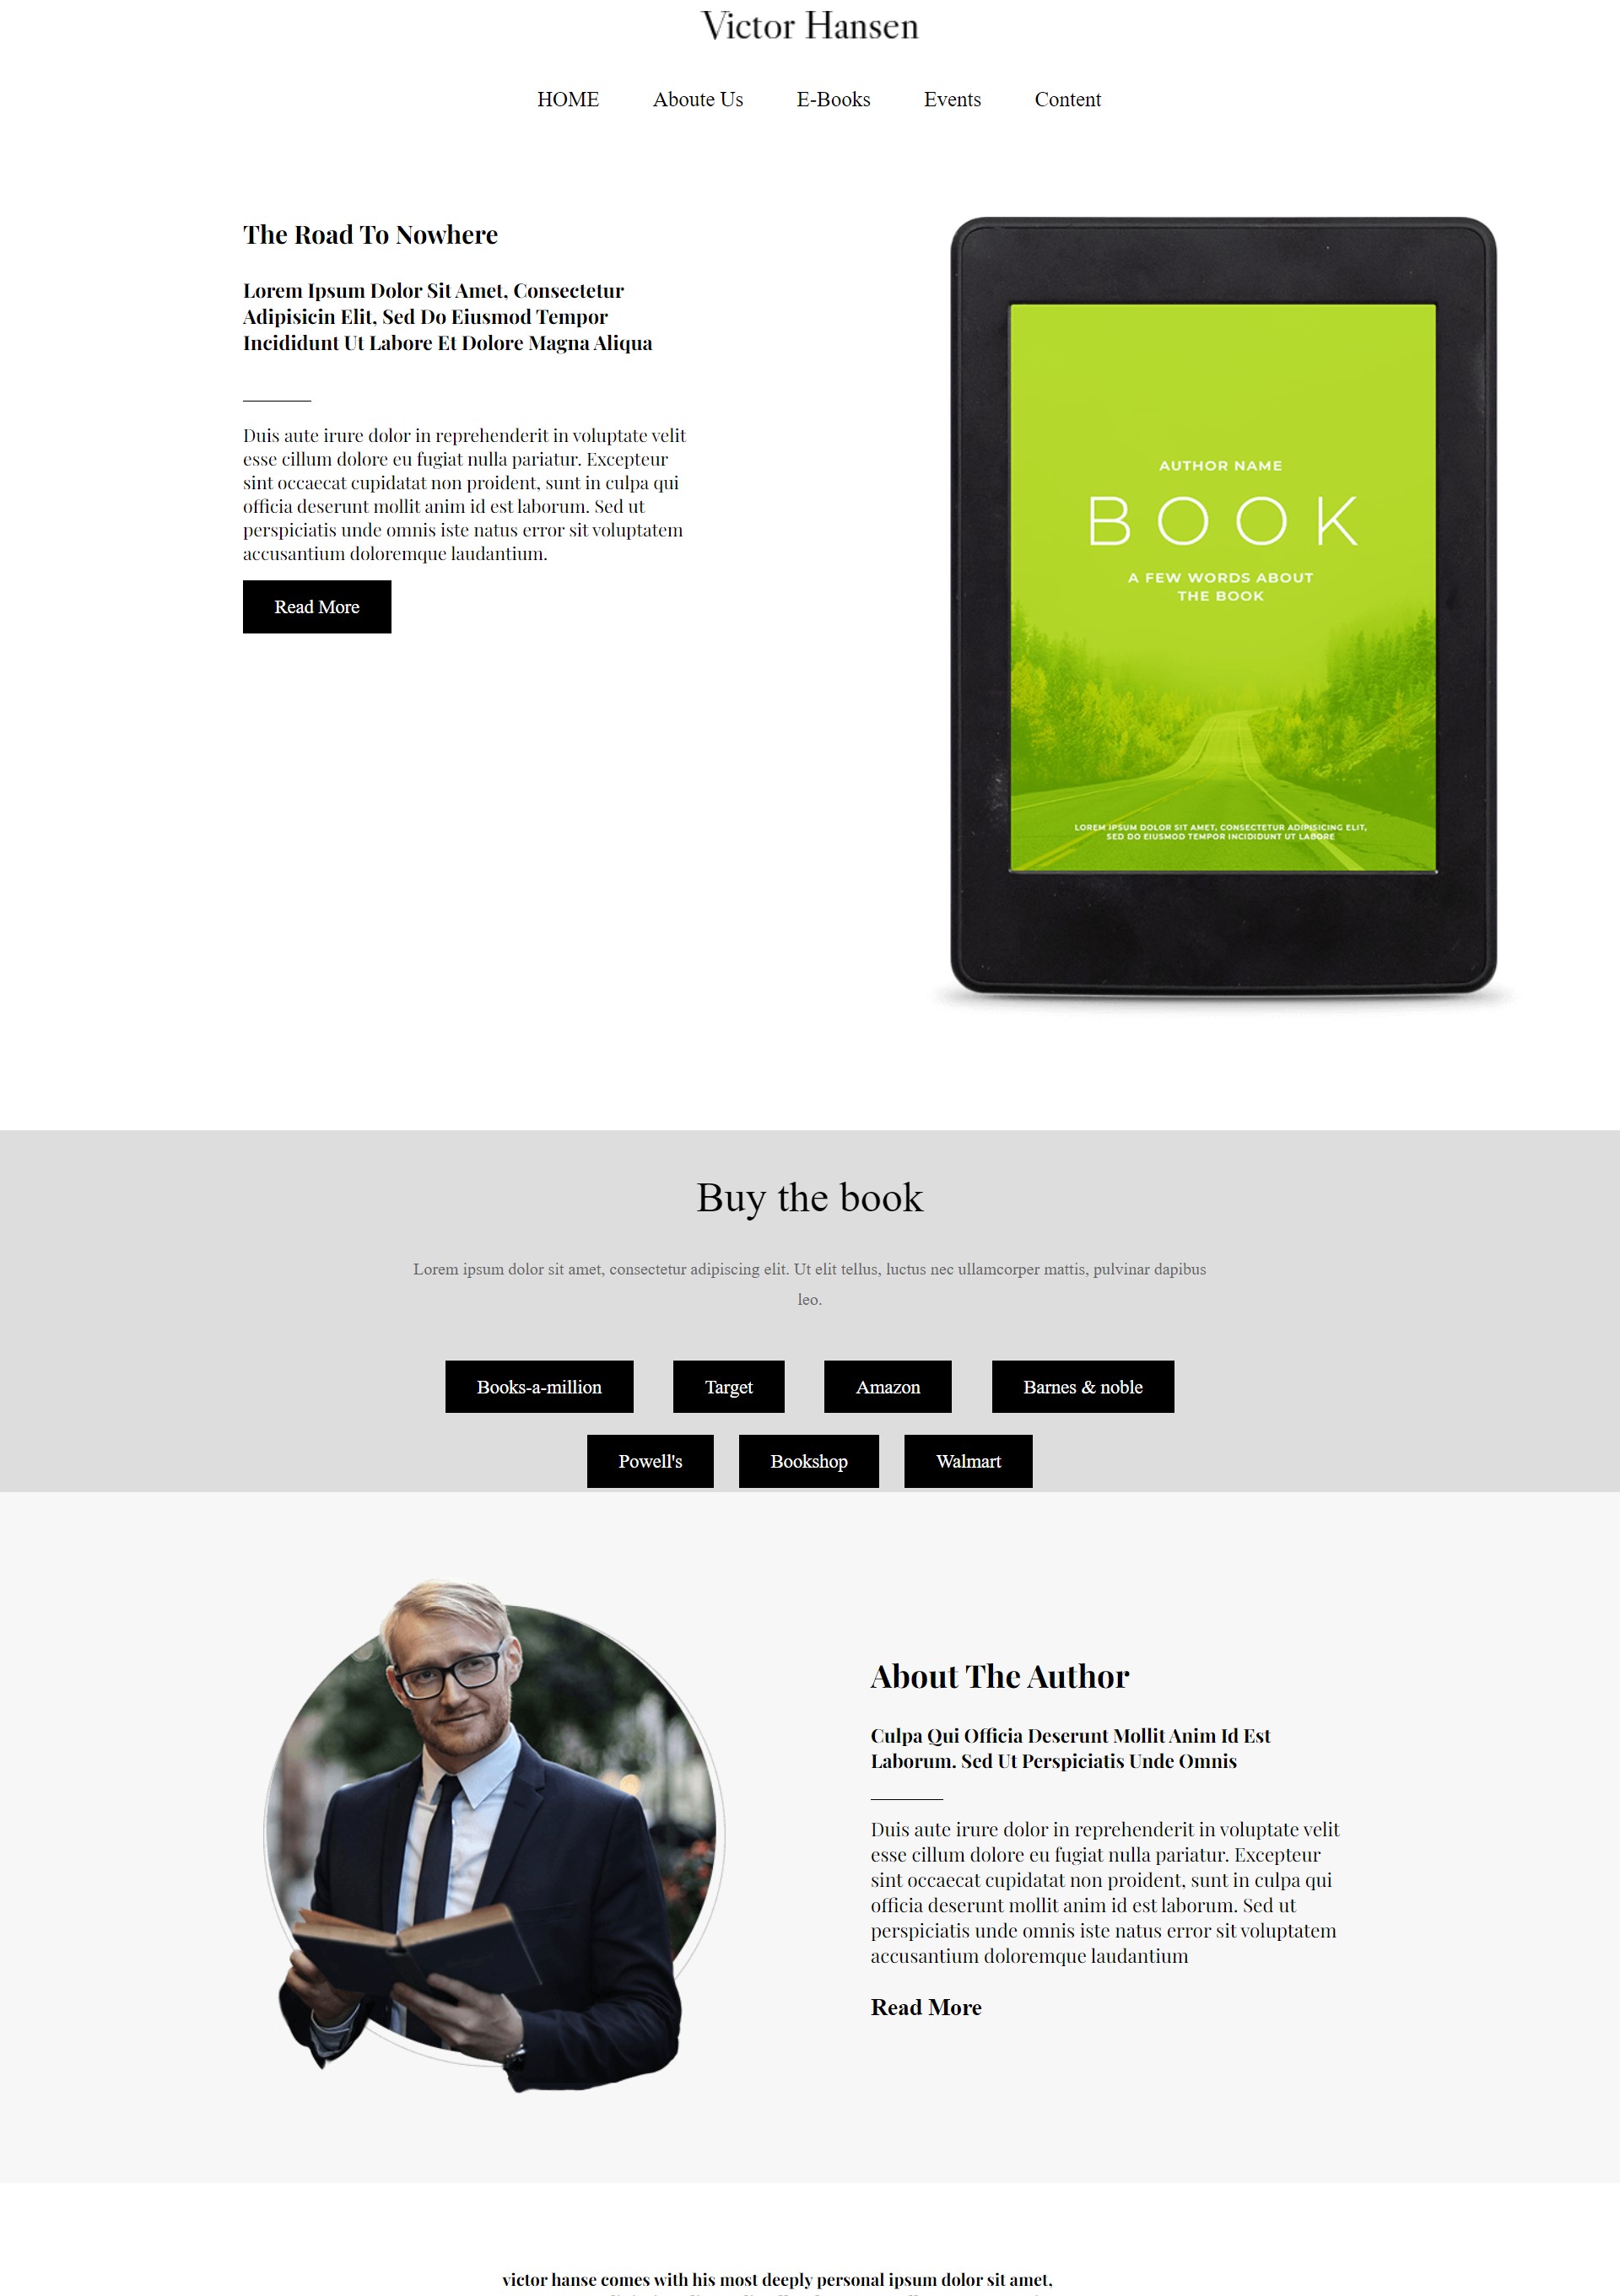 Victor Hansen
HOME Aboute Us E-Books Events Content
The Road To Nowhere
Lorem Ipsum Dolor Sit Amet, Consectetur
Adipisicin Elit, Sed Do Eiusmod Tempor
Incididunt Ut Labore Et Dolore Magna Aliqua
Duis aute irure dolor in reprehenderit in voluptate velit
esse cillum dolore eu fugiat nulla pariatur. Excepteur
sint occaecat cupidatat non proident, sunt in culpa qui
officia deserunt mollit anim id est laborum. Sed ut
perspiciatis unde omnis iste natus error sit voluptatem
accusantium doloremque laudantium.
Read More
AUTHOR NAME
BOOK
A FEW WORDS ABOUT
THE BOOK
LOREM IPSUM DOLOR SIT AMET, CONSECTETUR ADIPISICING ELIT,
SED DO EIUSMOD TEMPOR INCIDIDUNT UT LABORE
Buy the book
Lorem ipsum dolor sit amet, consectetur adipiscing elit. Ut elit tellus, luctus nec ullamcorper mattis, pulvinar dapibus
leo.
Books-a-million Target Amazon Barnes & noble
Powell's Bookshop Walmart
About The Author
Culpa Qui Officia Deserunt Mollit Anim Id Est
Laborum. Sed Ut Perspiciatis Unde Omnis
Duis aute irure dolor in reprehenderit in voluptate velit
esse cillum dolore eu fugiat nulla pariatur. Excepteur
sint occaecat cupidatat non proident, sunt in culpa qui
officia deserunt mollit anim id est laborum. Sed ut
perspiciatis unde omnis iste natus error sit voluptatem
accusantium doloremque laudantium
Read More
victor hanse comes with his most deeply personal ipsum dolor sit amet,